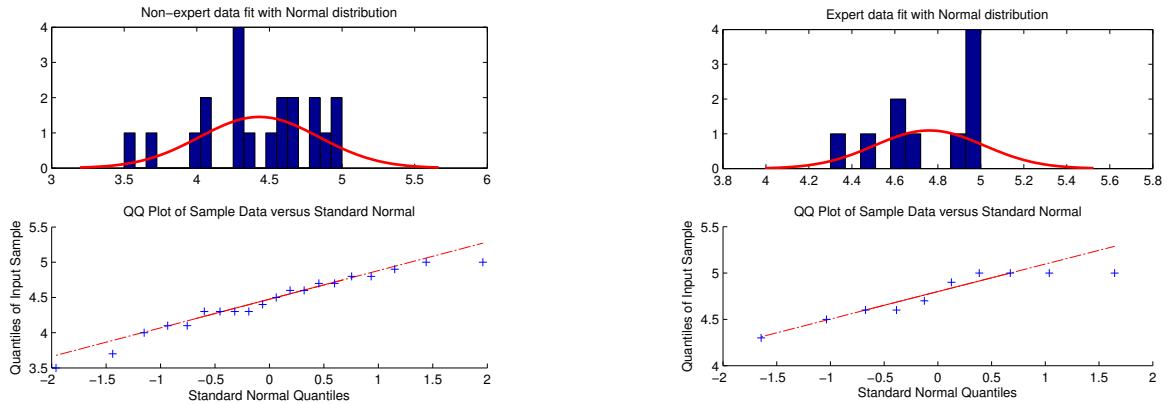 Non−expert data fit with Normal distribution
4
3
2
1
0
3 3.5 4 4.5 5 5.5 6
QQ Plot of Sample Data versus Standard Normal
Quantiles of Input Sample
5.5
5
4.5
4
3.5
−2 −1.5 −1 −0.5 0 0.5 1 1.5 2
Standard Normal Quantiles
Expert data fit with Normal distribution
4
3
2
1
0
3.8 4 4.2 4.4 4.6 4.8 5 5.2 5.4 5.6 5.8
QQ Plot of Sample Data versus Standard Normal
Quantiles of Input Sample
5.5
5
4.5
4
−2 −1.5 −1 −0.5 0 0.5 1 1.5 2
Standard Normal Quantiles